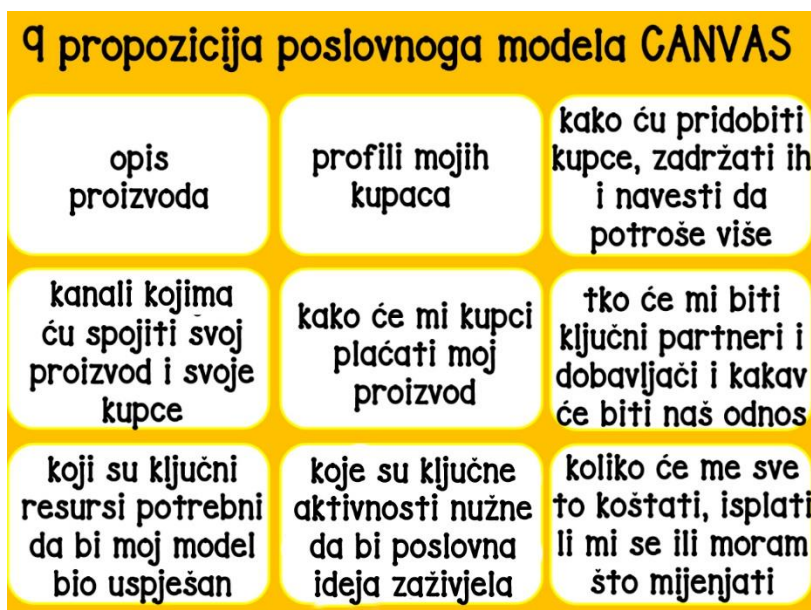 9 propozicija poslovnoga modela CANVAS
opis
proizvoda
profili mojih
kupaca
kako ću pridobiti
kupce, zadržati ih
i navesti da
potroše više
kanali kojima
ću spojiti svoj
proizvod i svoje
kupce
kako će mi kupci
plaćati moj
proizvod
tko će mi biti
ključni partneri i
dobavljači i kakav
će biti naš odnos
koji su ključni
resursi potrebni
da bi moj model
bio uspješan
koje su ključne
aktivnosti nužne
da bi poslovna
ideja zaživjela
koliko će me sve
to koštati, isplati
li mi se ili moram
što mijenjati